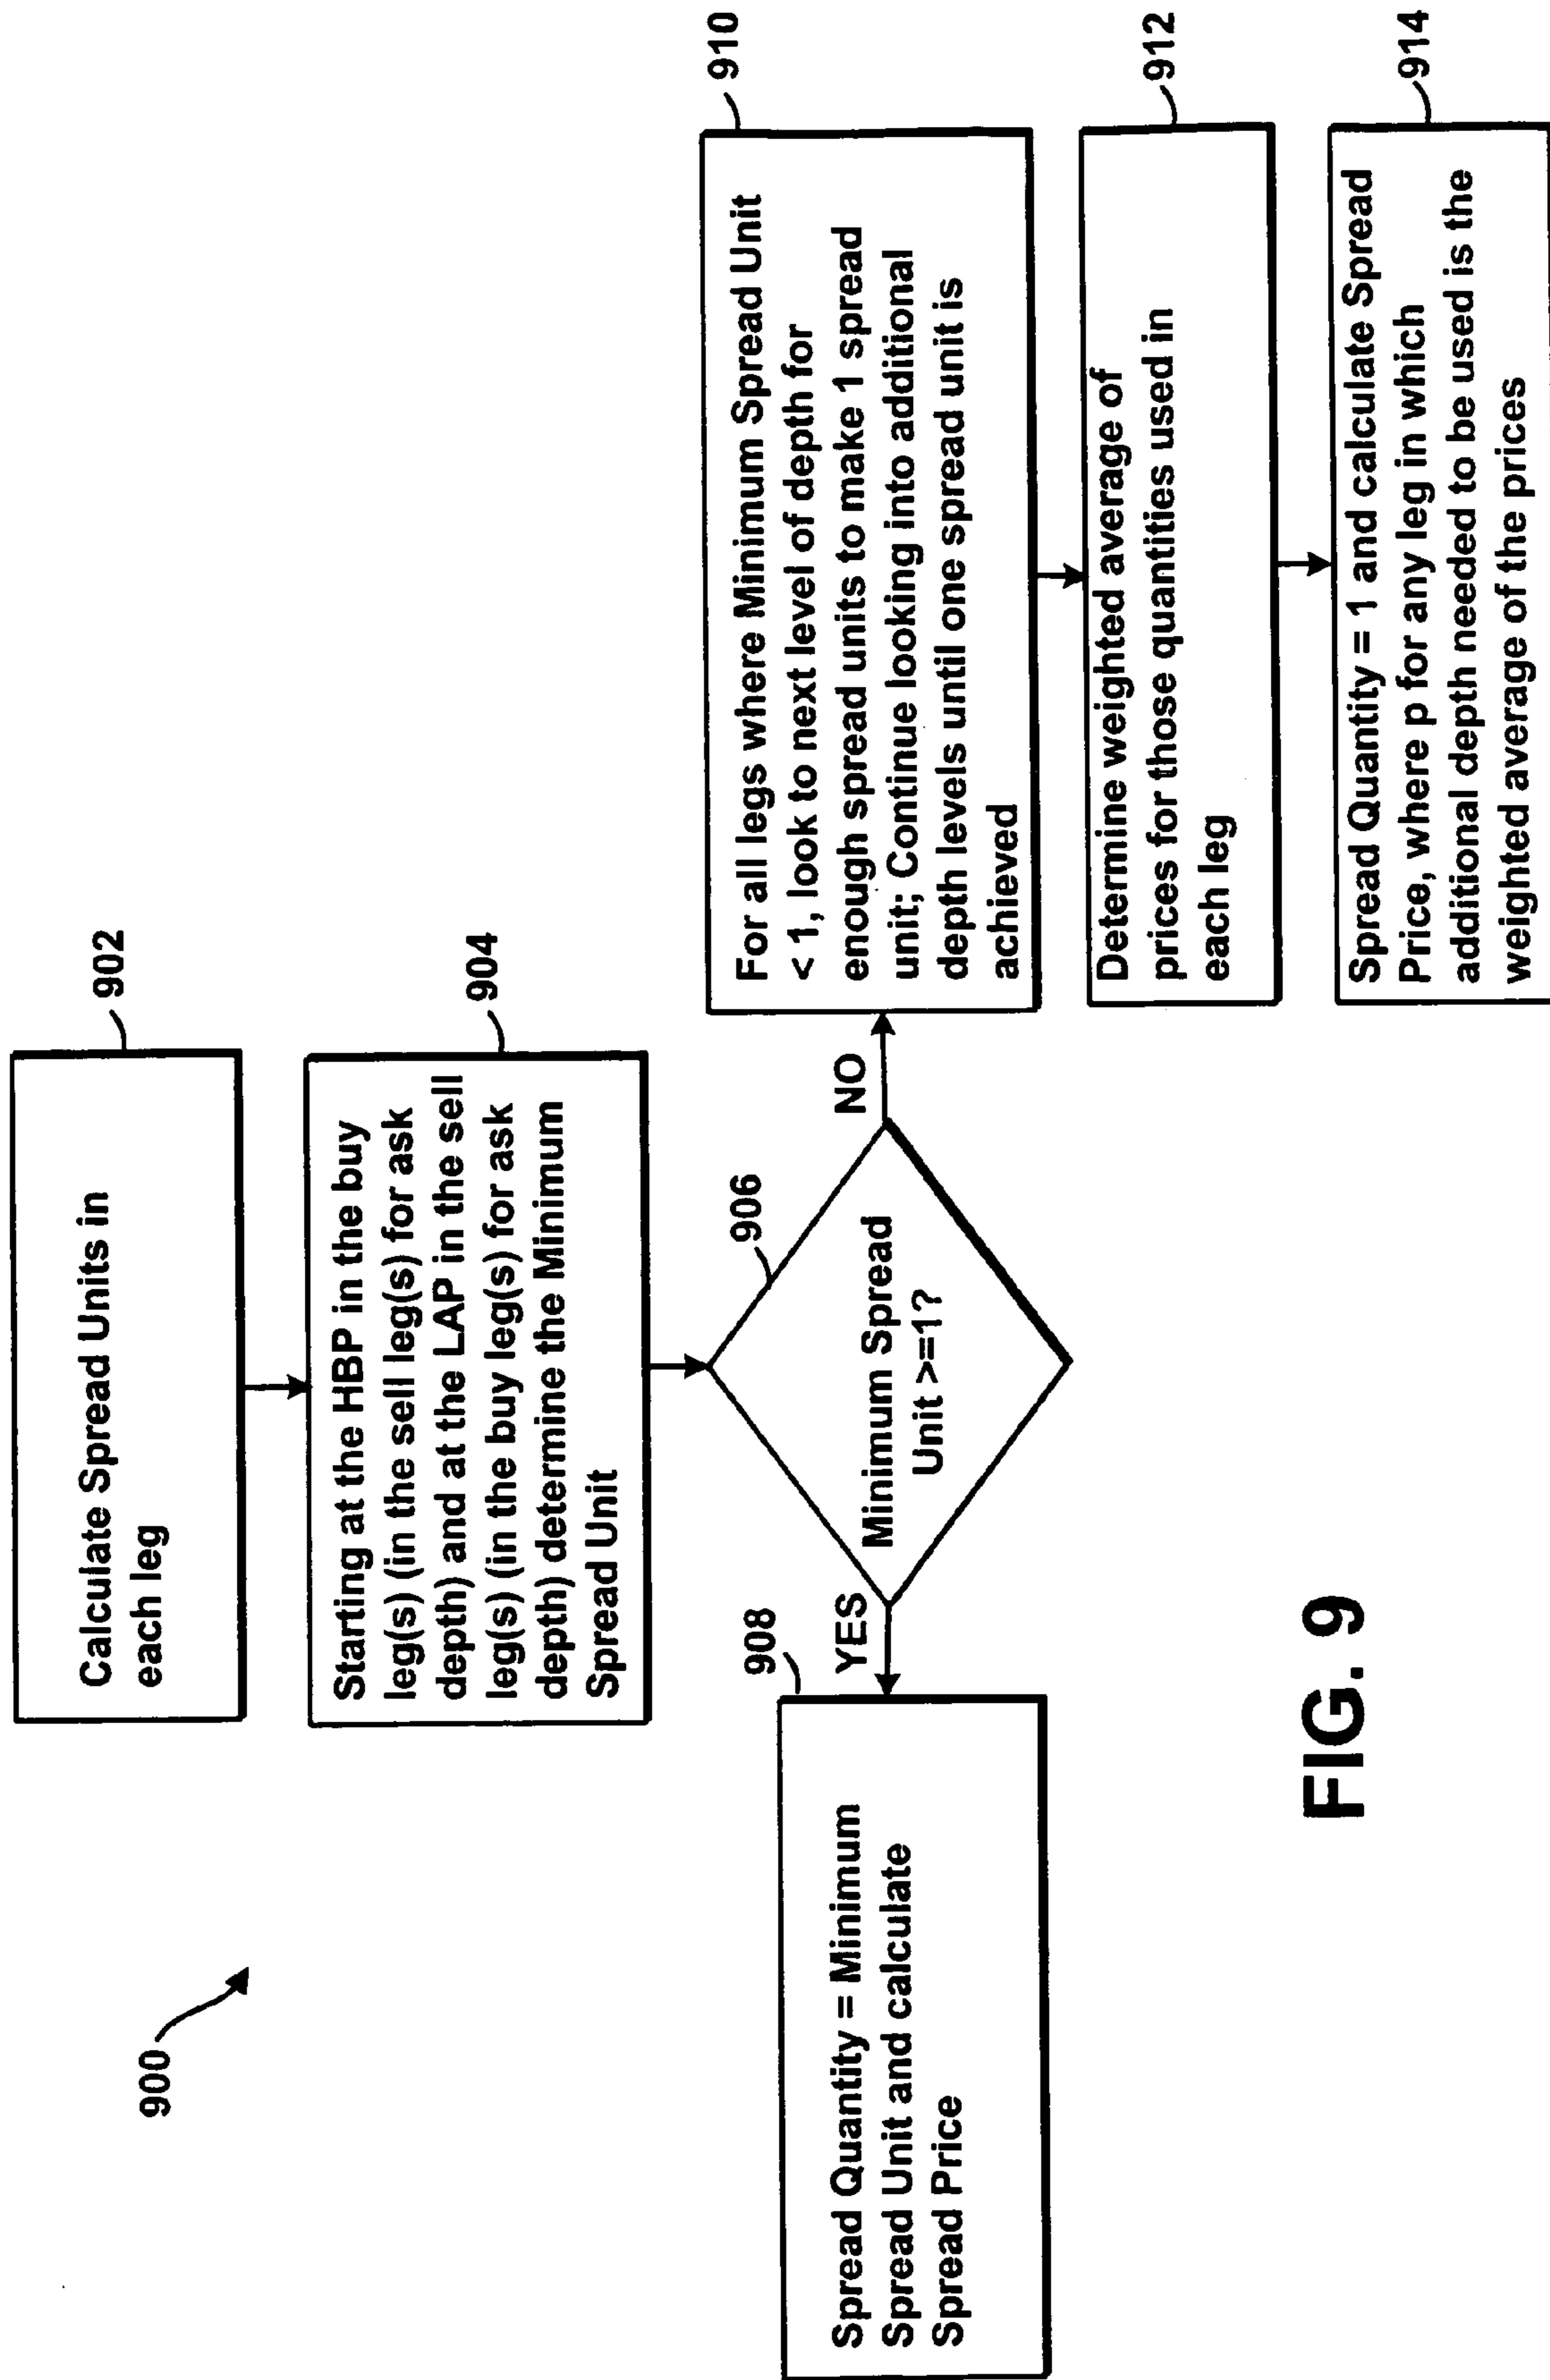 900
902
Calculate Spread Units in
each leg
904
Starting at the HBP in the buy
leg(s) (in the sell leg(s) for ask
depth) and at the LAP in the sell
leg(s) (in the buy leg(s) for ask
depth) determine the Minimum
Spread Unit
906
Minimum Spread
Unit >=1?
YES
NO
908
Spread Quantity = Minimum
Spread Unit and calculate
Spread Price
910
For all legs where Minimum Spread Unit
< 1, look to next level of depth for
enough spread units to make 1 spread
unit; Continue looking into additional
depth levels until one spread unit is
achieved
912
Determine weighted average of
prices for those quantities used in
each leg
914
Spread Quantity = 1 and calculate Spread
Price, where p for any leg in which
additional depth needed to be used is the
weighted average of the prices
FIG. 9